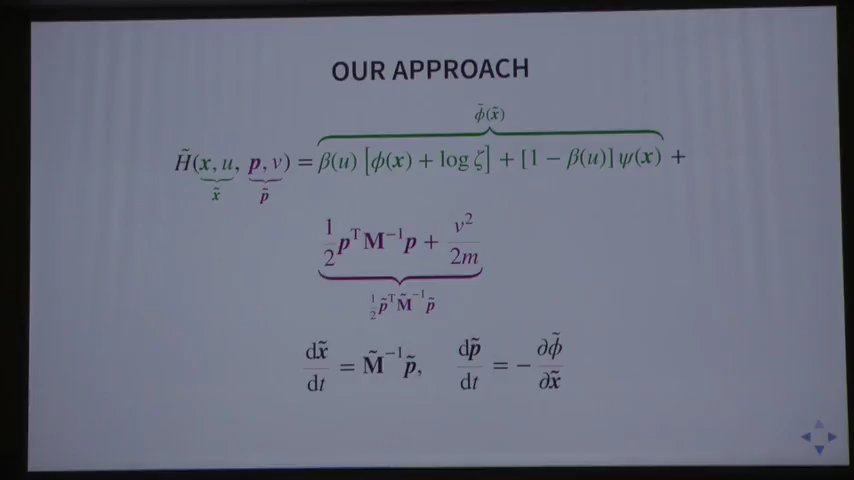 OUR APPROACH
ϕ̃(x̃)
H̃(x, u, p, v) = β(u) [ϕ(x) + log ζ] + [1 − β(u)] ψ(x) +
x̃ p̃
1/2 pᵀM⁻¹p + v²/2m
1/2 p̃ᵀM̃⁻¹p̃
dx̃/dt = M̃⁻¹p̃, dp̃/dt = − ∂ϕ̃/∂x̃